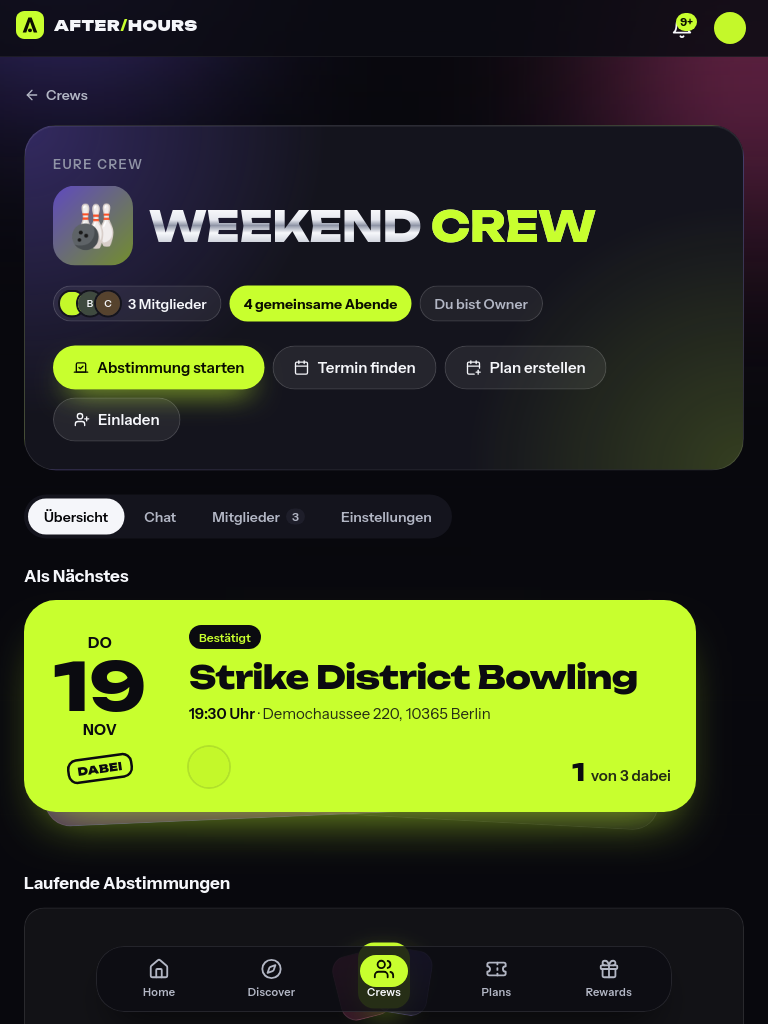 AFTER/HOURS
9+
Crews
EURE CREW
WEEKEND CREW
B C 3 Mitglieder
4 gemeinsame Abende
Du bist Owner
Abstimmung starten
Termin finden
Plan erstellen
Einladen
Übersicht
Chat
Mitglieder 3
Einstellungen
Als Nächstes
DO
19
NOV
DABEI
Bestätigt
Strike District Bowling
19:30 Uhr · Demochaussee 220, 10365 Berlin
1 von 3 dabei
Laufende Abstimmungen
Home
Discover
Crews
Plans
Rewards